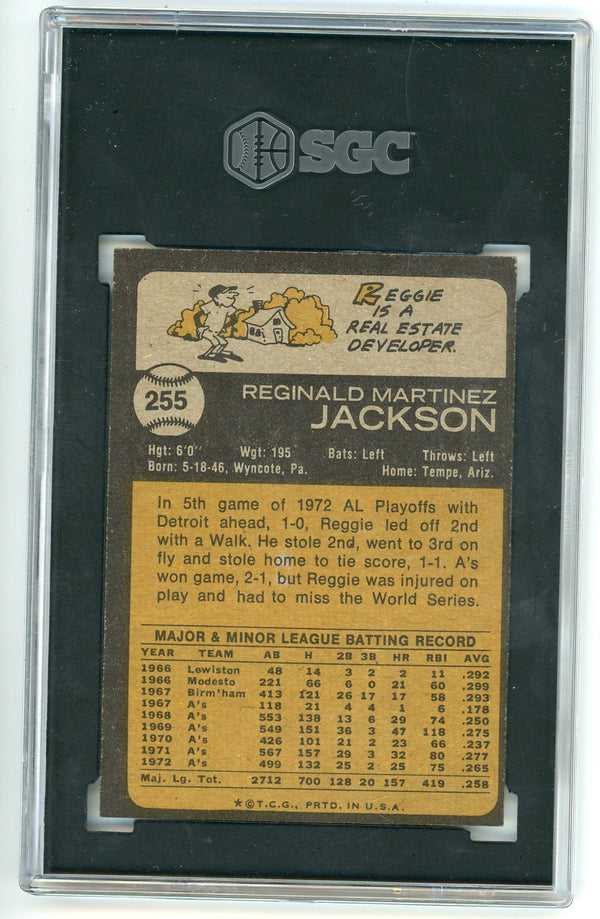 SGC
REGGIE
IS A
REAL ESTATE
DEVELOPER.
255
REGINALD MARTINEZ
JACKSON
Hgt: 6'0" Wgt: 195 Bats: Left Throws: Left
Born: 5-18-46, Wyncote, Pa. Home: Tempe, Ariz.
In 5th game of 1972 AL Playoffs with
Detroit ahead, 1-0, Reggie led off 2nd
with a Walk. He stole 2nd, went to 3rd on
fly and stole home to tie score, 1-1. A's
won game, 2-1, but Reggie was injured on
play and had to miss the World Series.
MAJOR & MINOR LEAGUE BATTING RECORD
YEAR TEAM AB H 2B 3B HR RBI AVG
1966 Lewiston 48 14 3 2 2 11 .292
1966 Modesto 221 66 6 0 21 60 .299
1967 Birm'ham 413 121 26 17 17 58 .293
1967 A's 118 21 4 4 1 6 .178
1968 A's 553 138 13 6 29 74 .250
1969 A's 549 151 36 3 47 118 .275
1970 A's 426 101 21 2 23 66 .237
1971 A's 567 157 29 3 32 80 .277
1972 A's 499 132 25 2 25 75 .265
Maj. Lg. Tot. 2712 700 128 20 157 419 .258
★©T.C.G., PRTD. IN U.S.A.